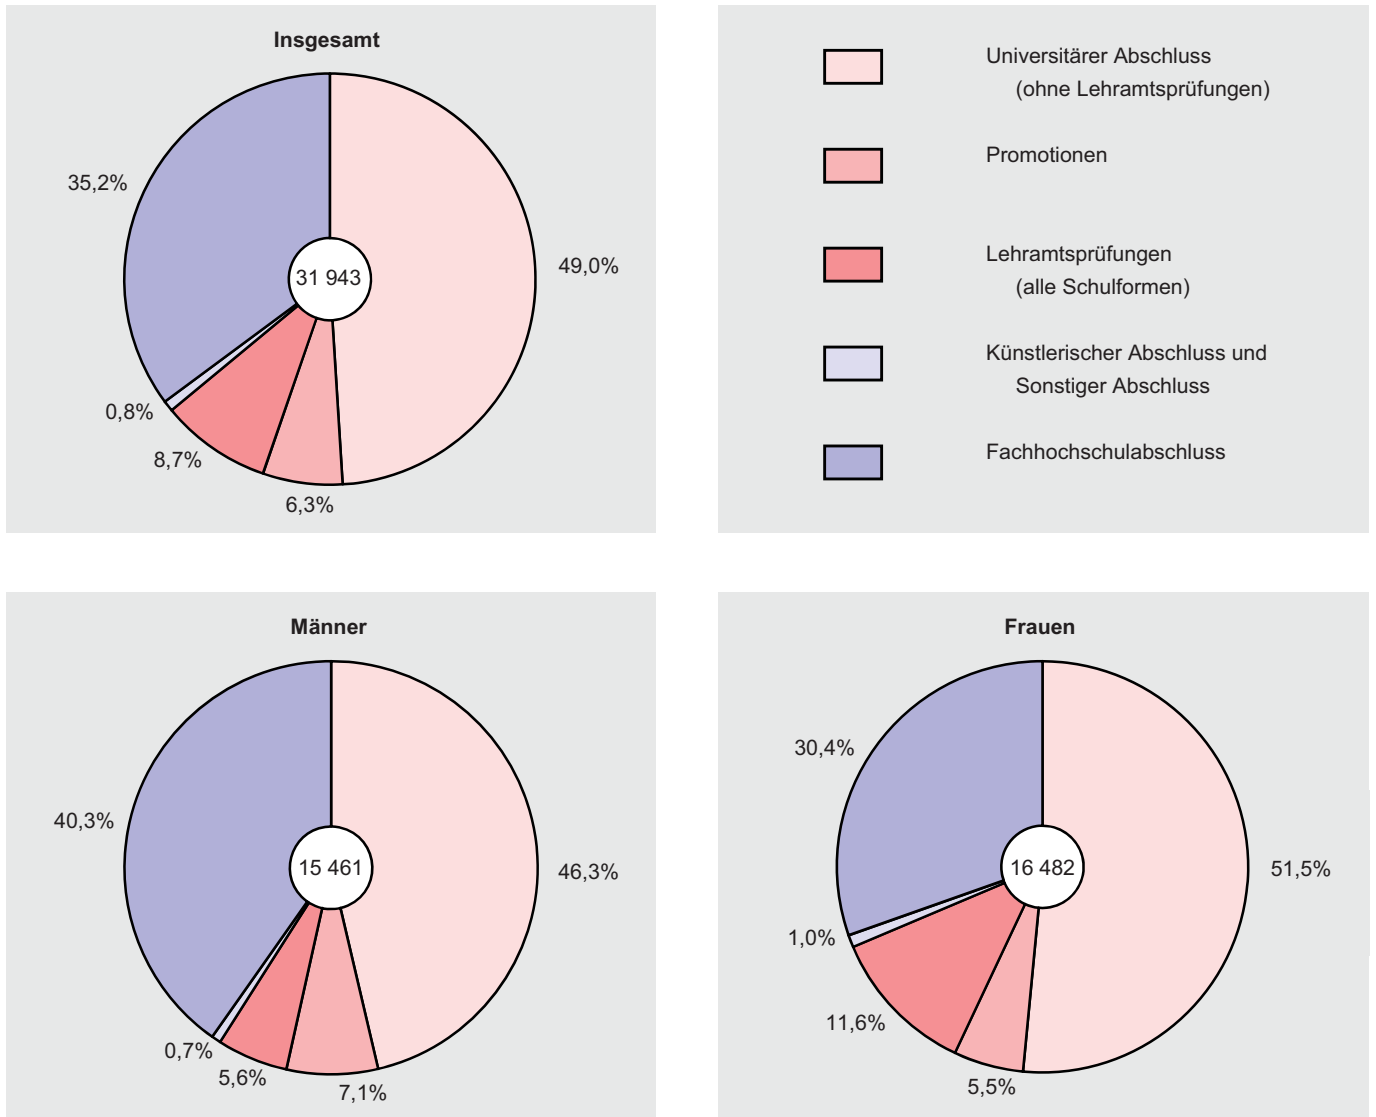 Insgesamt
35,2%
31 943
49,0%
0,8%
8,7%
6,3%
Universitärer Abschluss
(ohne Lehramtsprüfungen)
Promotionen
Lehramtsprüfungen
(alle Schulformen)
Künstlerischer Abschluss und
Sonstiger Abschluss
Fachhochschulabschluss
Männer
40,3%
15 461
46,3%
0,7%
5,6%
7,1%
Frauen
30,4%
16 482
51,5%
1,0%
11,6%
5,5%